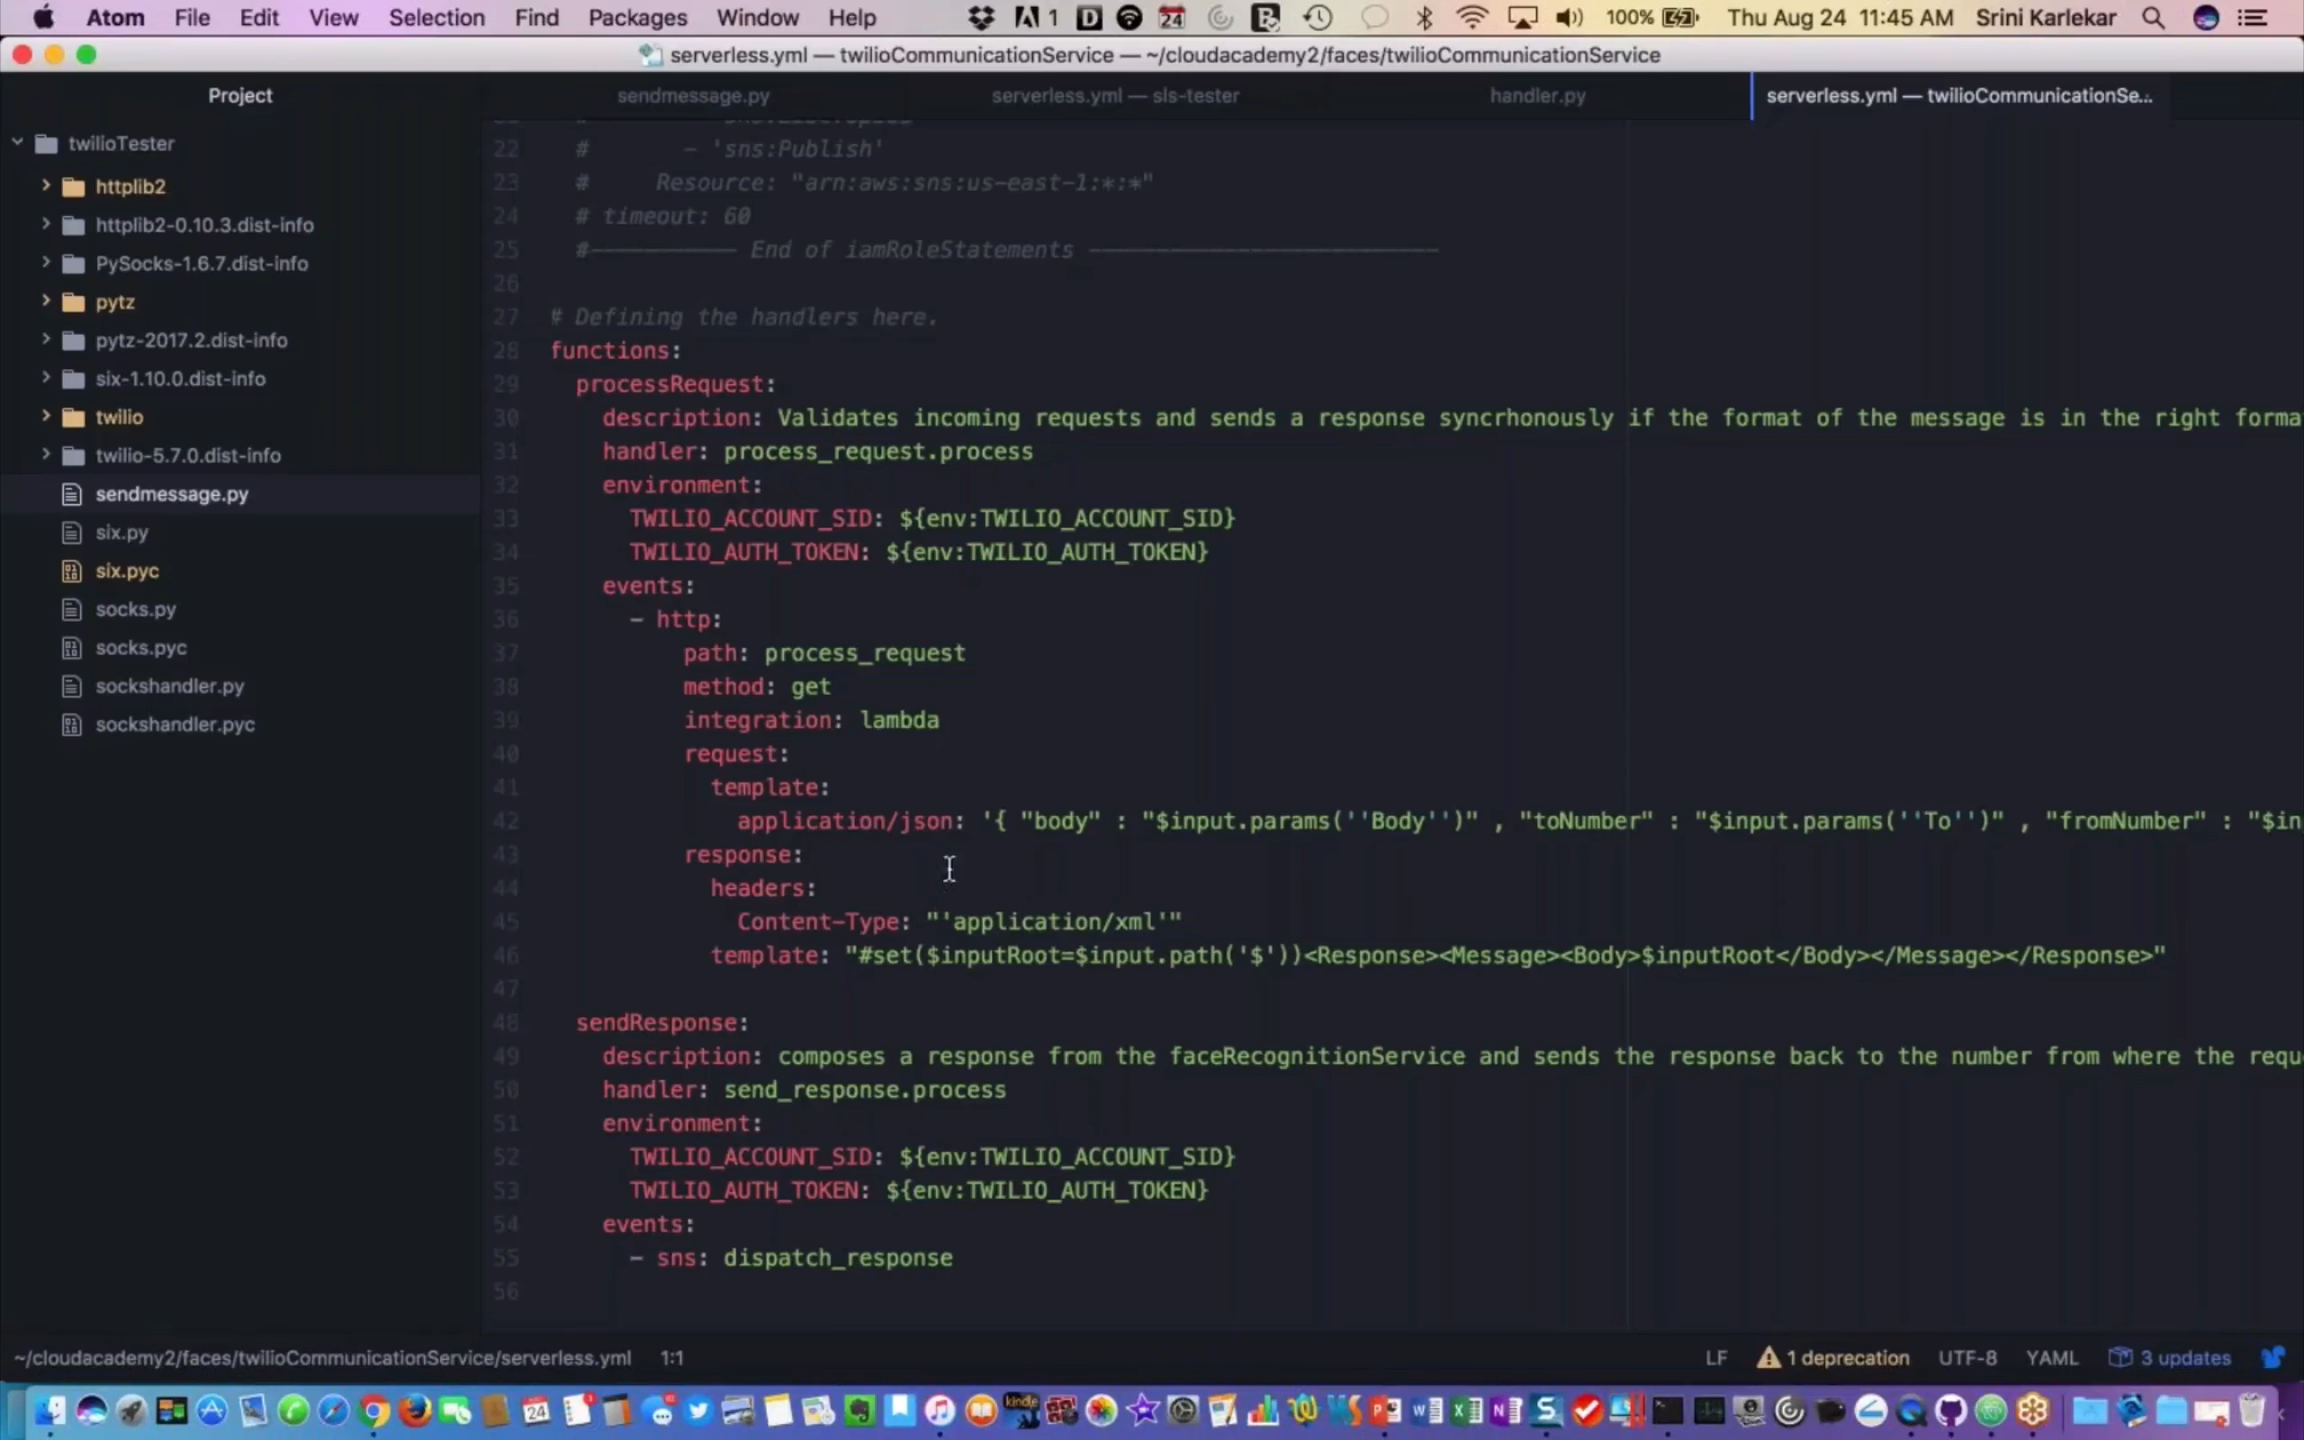 Atom File Edit View Selection Find Packages Window Help 1 24 100% Thu Aug 24 11:45 AM Srini Karlekar
serverless.yml — twilioCommunicationService — ~/cloudacademy2/faces/twilioCommunicationService
Project
sendmessage.py
serverless.yml — sls-tester
handler.py
serverless.yml — twilioCommunicationSe...
twilioTester
httplib2
httplib2-0.10.3.dist-info
PySocks-1.6.7.dist-info
pytz
pytz-2017.2.dist-info
six-1.10.0.dist-info
twilio
twilio-5.7.0.dist-info
sendmessage.py
six.py
six.pyc
socks.py
socks.pyc
sockshandler.py
sockshandler.pyc
22 # - 'sns:Publish'
23 # Resource: "arn:aws:sns:us-east-1:*:*"
24 # timeout: 60
25 #—————— End of iamRoleStatements ——————————————
26
27 # Defining the handlers here.
28 functions:
29 processRequest:
30 description: Validates incoming requests and sends a response syncrhonously if the format of the message is in the right forma
31 handler: process_request.process
32 environment:
33 TWILIO_ACCOUNT_SID: ${env:TWILIO_ACCOUNT_SID}
34 TWILIO_AUTH_TOKEN: ${env:TWILIO_AUTH_TOKEN}
35 events:
36 - http:
37 path: process_request
38 method: get
39 integration: lambda
40 request:
41 template:
42 application/json: '{ "body" : "$input.params(''Body'')" , "toNumber" : "$input.params(''To'')" , "fromNumber" : "$in
43 response:
44 headers:
45 Content-Type: "'application/xml'"
46 template: "#set($inputRoot=$input.path('$'))<Response><Message><Body>$inputRoot</Body></Message></Response>"
47
48 sendResponse:
49 description: composes a response from the faceRecognitionService and sends the response back to the number from where the requ
50 handler: send_response.process
51 environment:
52 TWILIO_ACCOUNT_SID: ${env:TWILIO_ACCOUNT_SID}
53 TWILIO_AUTH_TOKEN: ${env:TWILIO_AUTH_TOKEN}
54 events:
55 - sns: dispatch_response
56
~/cloudacademy2/faces/twilioCommunicationService/serverless.yml 1:1 LF 1 deprecation UTF-8 YAML 3 updates
24 kindle